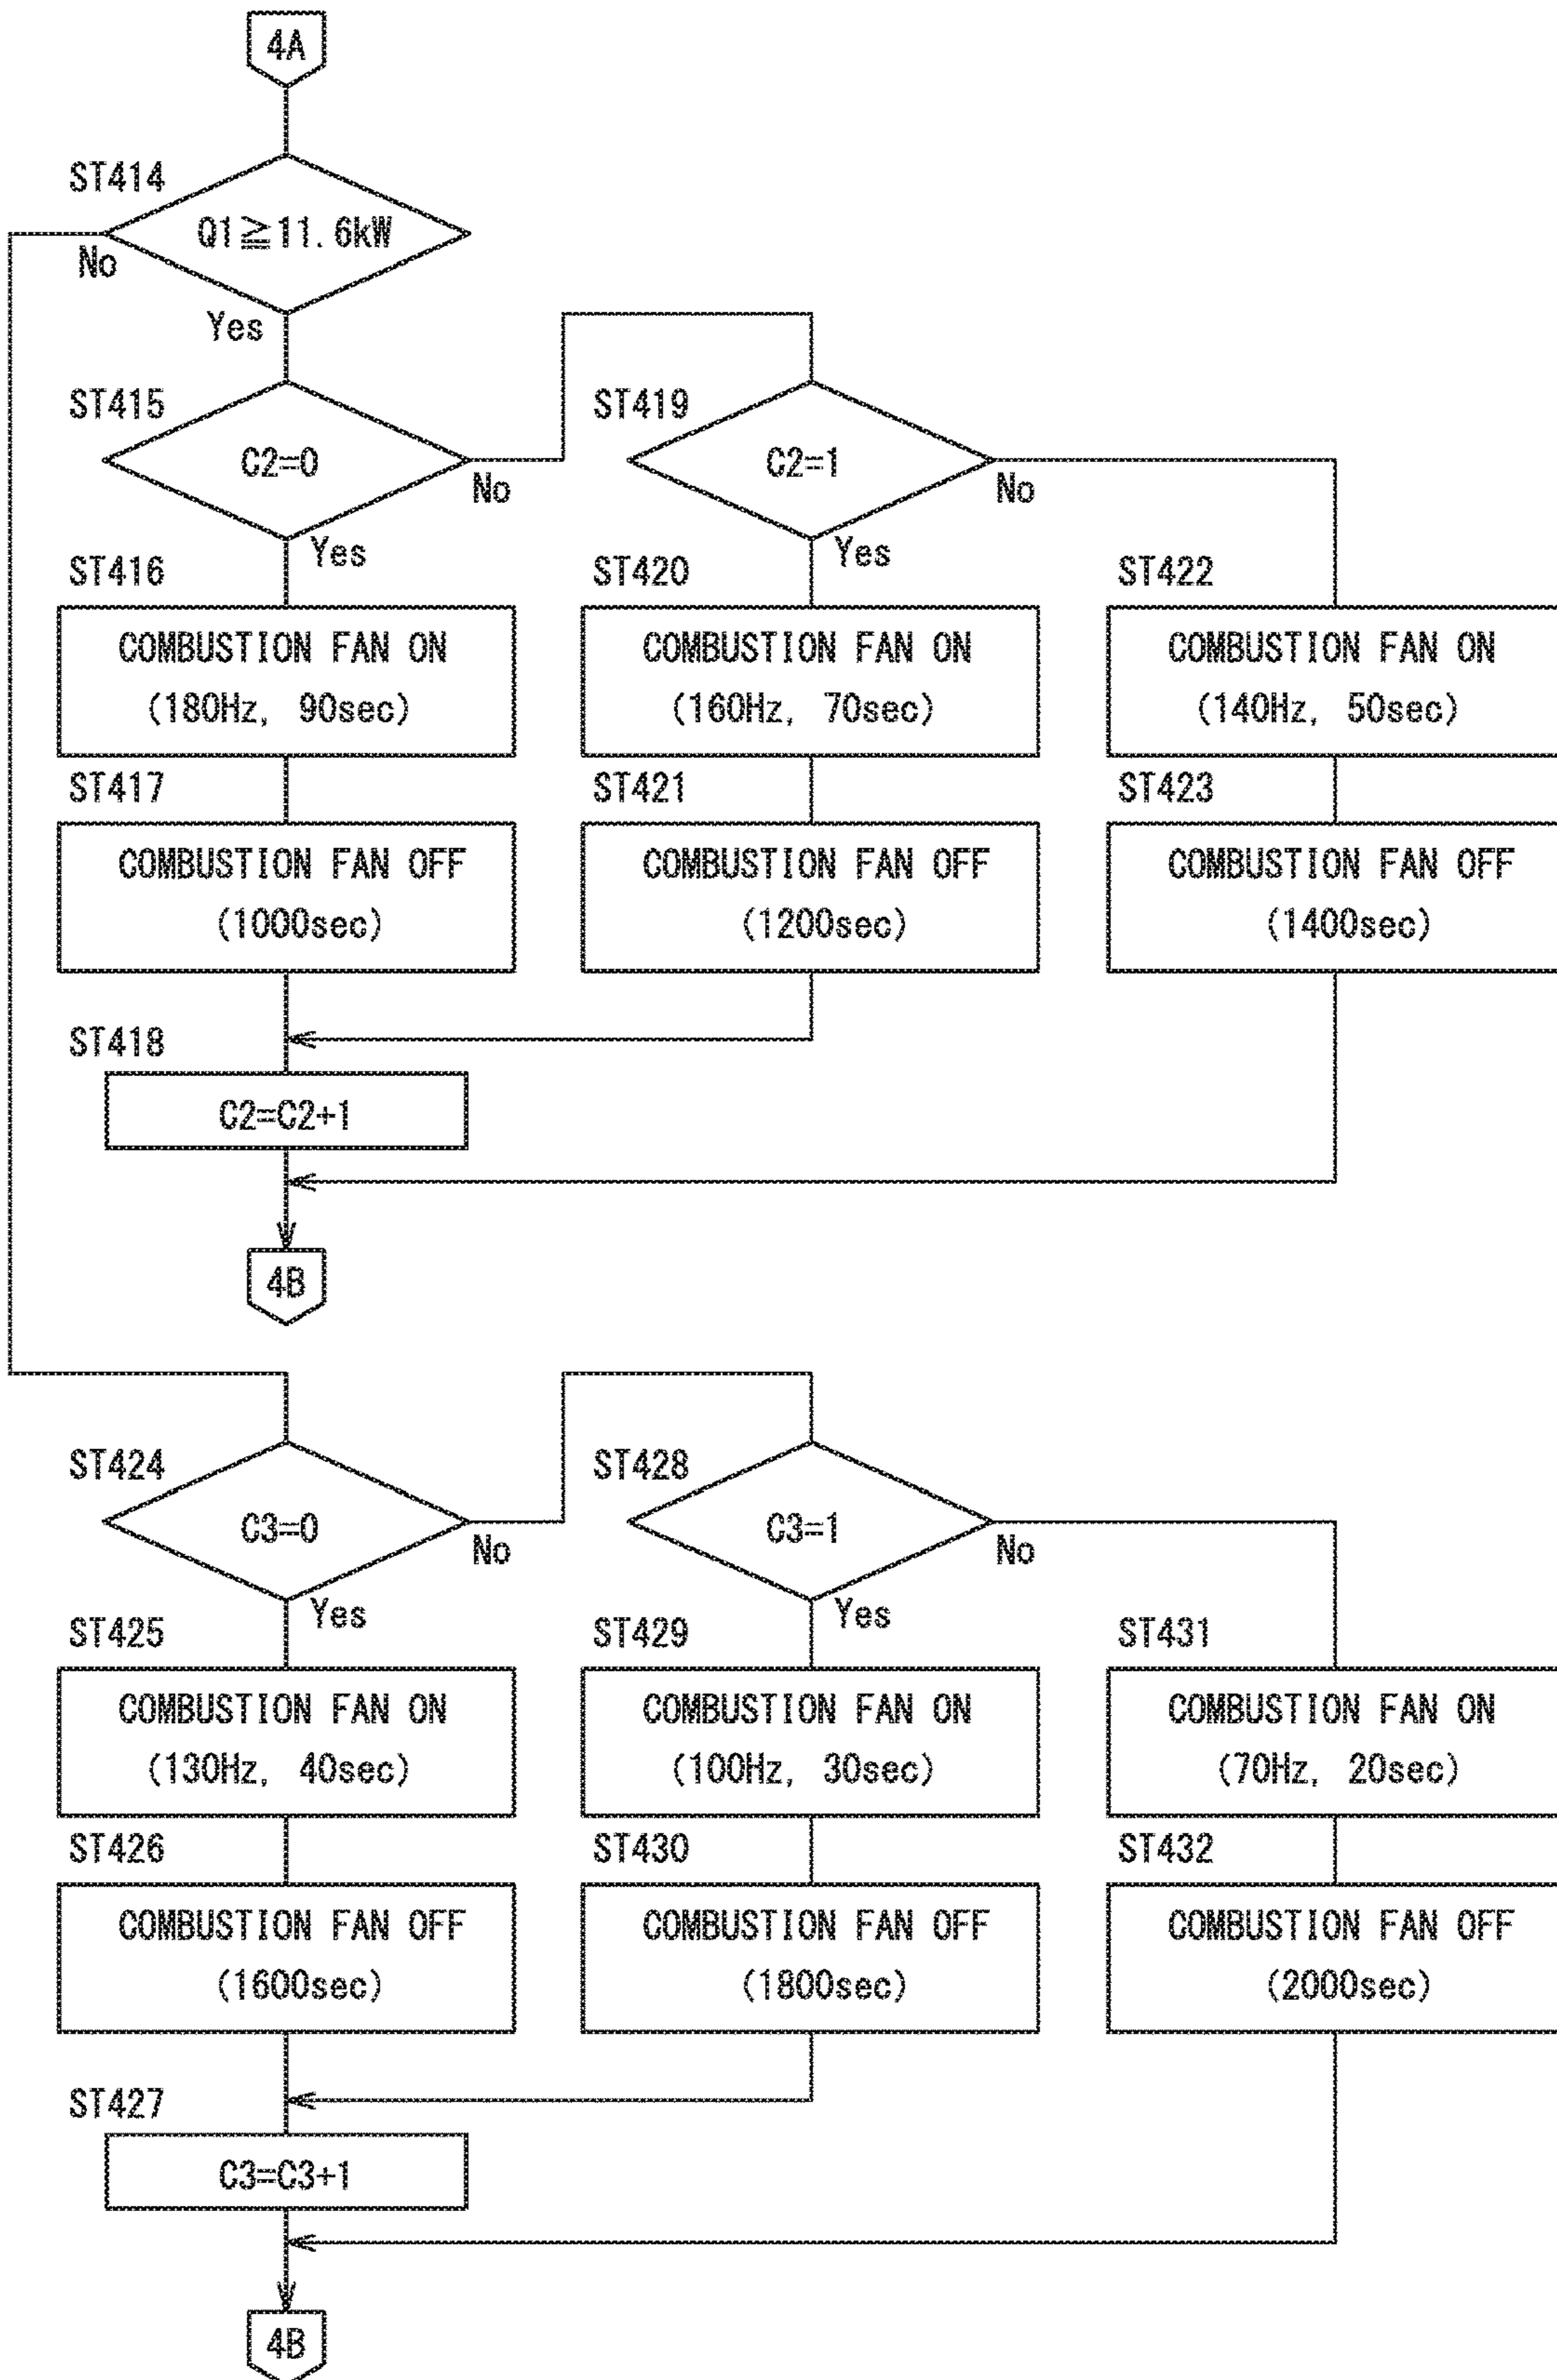 4A
ST414
Q1≧11.6kW
No
Yes
ST415
C2=0
No
Yes
ST419
C2=1
No
Yes
ST416
COMBUSTION FAN ON
(180Hz, 90sec)
ST420
COMBUSTION FAN ON
(160Hz, 70sec)
ST422
COMBUSTION FAN ON
(140Hz, 50sec)
ST417
COMBUSTION FAN OFF
(1000sec)
ST421
COMBUSTION FAN OFF
(1200sec)
ST423
COMBUSTION FAN OFF
(1400sec)
ST418
C2=C2+1
4B
ST424
C3=0
No
Yes
ST428
C3=1
No
Yes
ST425
COMBUSTION FAN ON
(130Hz, 40sec)
ST429
COMBUSTION FAN ON
(100Hz, 30sec)
ST431
COMBUSTION FAN ON
(70Hz, 20sec)
ST426
COMBUSTION FAN OFF
(1600sec)
ST430
COMBUSTION FAN OFF
(1800sec)
ST432
COMBUSTION FAN OFF
(2000sec)
ST427
C3=C3+1
4B